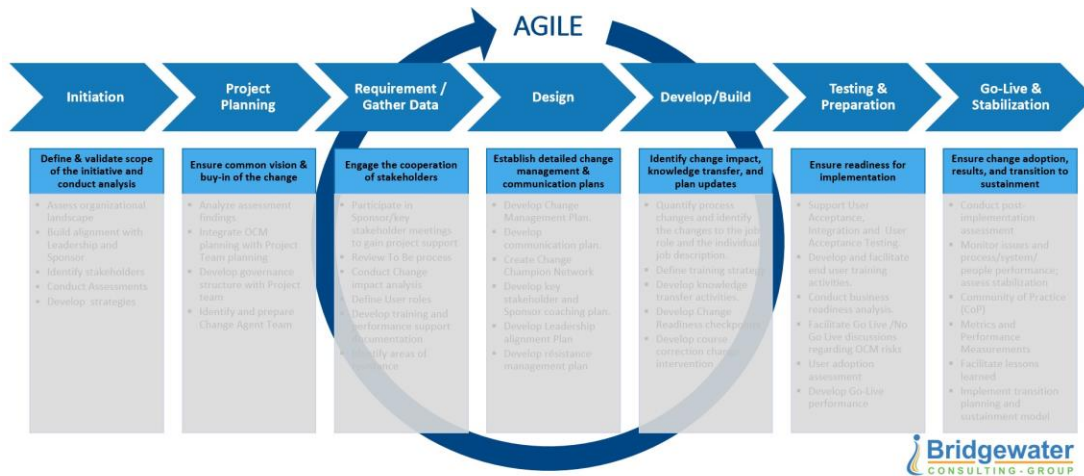 AGILE
Initiation
Project
Planning
Requirement /
Gather Data
Design
Develop/Build
Testing &
Preparation
Go-Live &
Stabilization
Define & validate scope
of the initiative and
conduct analysis
▪ Assess organizational
landscape
▪ Build alignment with
Leadership and
Sponsor
▪ Identify stakeholders
▪ Conduct Assessments
▪ Develop strategies
Ensure common vision &
buy-in of the change
▪ Analyze assessment
findings
▪ Integrate OCM
planning with Project
Team planning
▪ Develop governance
structure with Project
team
▪ Identify and prepare
Change Agent Team
Engage the cooperation
of stakeholders
▪ Participate in
Sponsor/key
stakeholder meetings
to gain project support
▪ Review To Be process
▪ Conduct Change
impact analysis
▪ Define User roles
▪ Develop training and
performance support
documentation
▪ Identify areas of
Establish detailed change
management &
communication plans
▪ Develop Change
Management Plan.
▪ Develop
communication plan.
▪ Create Change
Champion Network
▪ Develop key
stakeholder and
Sponsor coaching plan.
▪ Develop Leadership
alignment Plan
▪ Develop resistance
management plan
Identify change impact,
knowledge transfer, and
plan updates
▪ Quantify process
changes and identify
the changes to the job
role and the individual
job description.
▪ Define training strategy
▪ Develop knowledge
transfer activities.
▪ Develop Change
Readiness checkpoints
▪ Develop course
correction change
intervention
Ensure readiness for
implementation
▪ Support User
Acceptance,
Integration and User
Acceptance Testing.
▪ Develop and facilitate
end user training
activities.
▪ Conduct business
readiness analysis
▪ Facilitate Go Live /No
Go Live discussions
regarding OCM risks
▪ User adoption
assessment
▪ Develop Go-Live
performance
Ensure change adoption,
results, and transition to
sustainment
▪ Conduct post-
implementation
assessment
▪ Monitor issues and
process/system/
people performance;
assess stabilization
▪ Community of Practice
(CoP)
▪ Metrics and
Performance
Measurements
▪ Facilitate lessons
learned
▪ Implement transition
planning and
sustainment model
Bridgewater
CONSULTING-GROUP